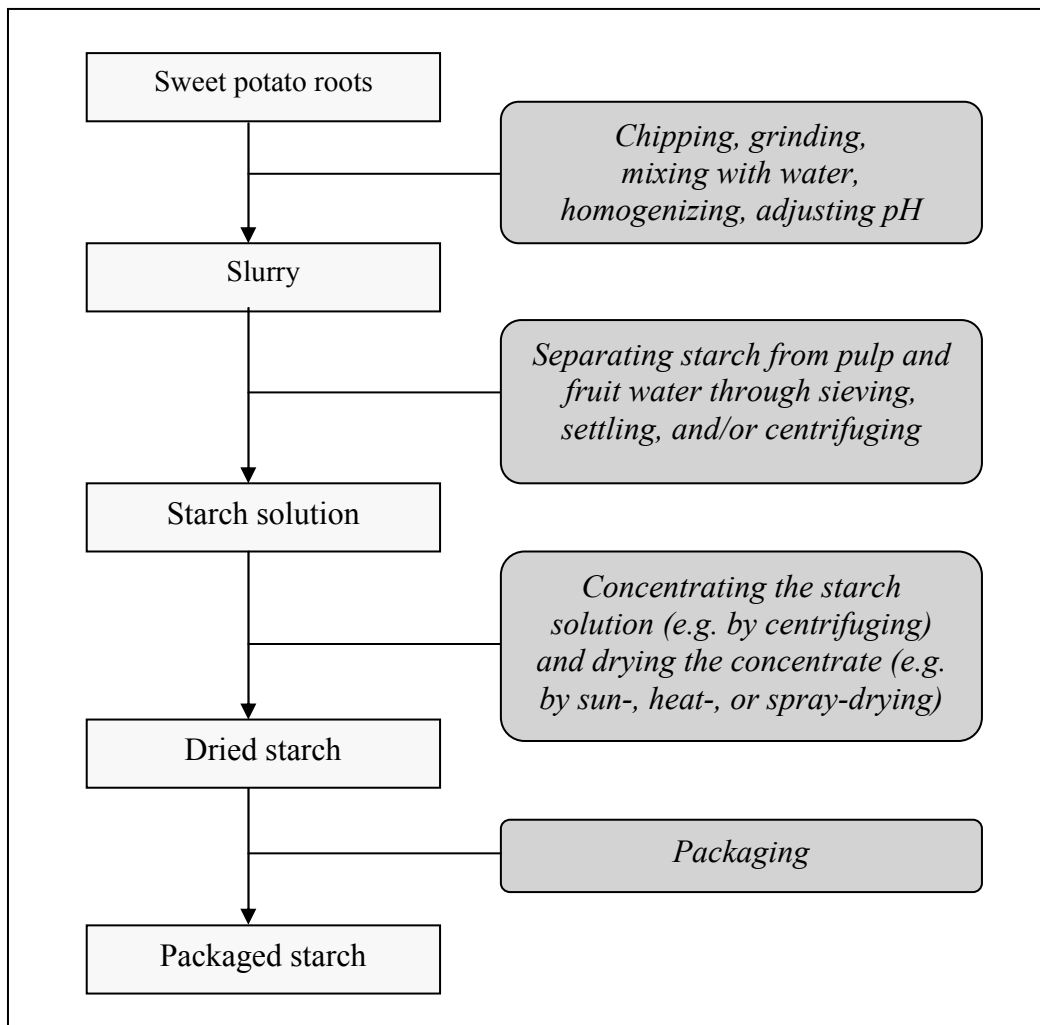 Sweet potato roots
Chipping, grinding,
mixing with water,
homogenizing, adjusting pH
Slurry
Separating starch from pulp and
fruit water through sieving,
settling, and/or centrifuging
Starch solution
Concentrating the starch
solution (e.g. by centrifuging)
and drying the concentrate (e.g.
by sun-, heat-, or spray-drying)
Dried starch
Packaging
Packaged starch